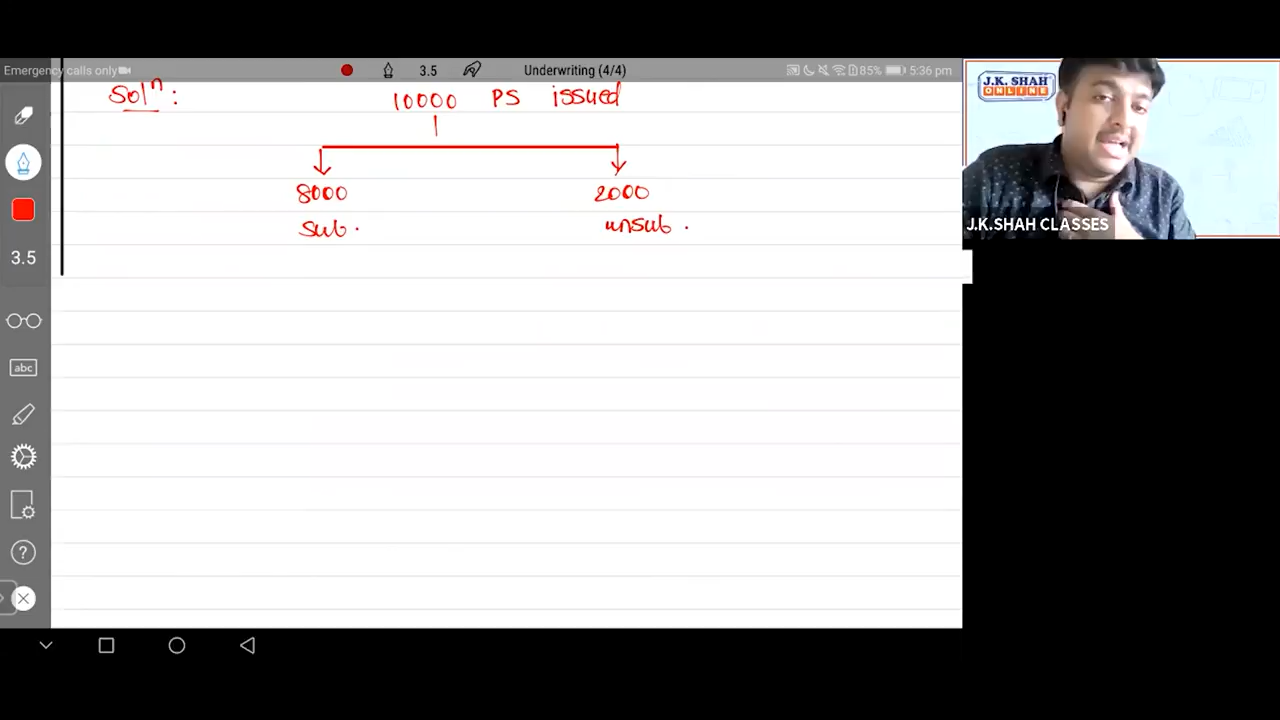 Emergency calls only
3.5
Underwriting (4/4)
85%
5:36 pm
J.K. SHAH
ONLINE
J.K.SHAH CLASSES
Solⁿ :
10000 PS issued
8000
2000
sub.
unsub.
3.5
abc
?